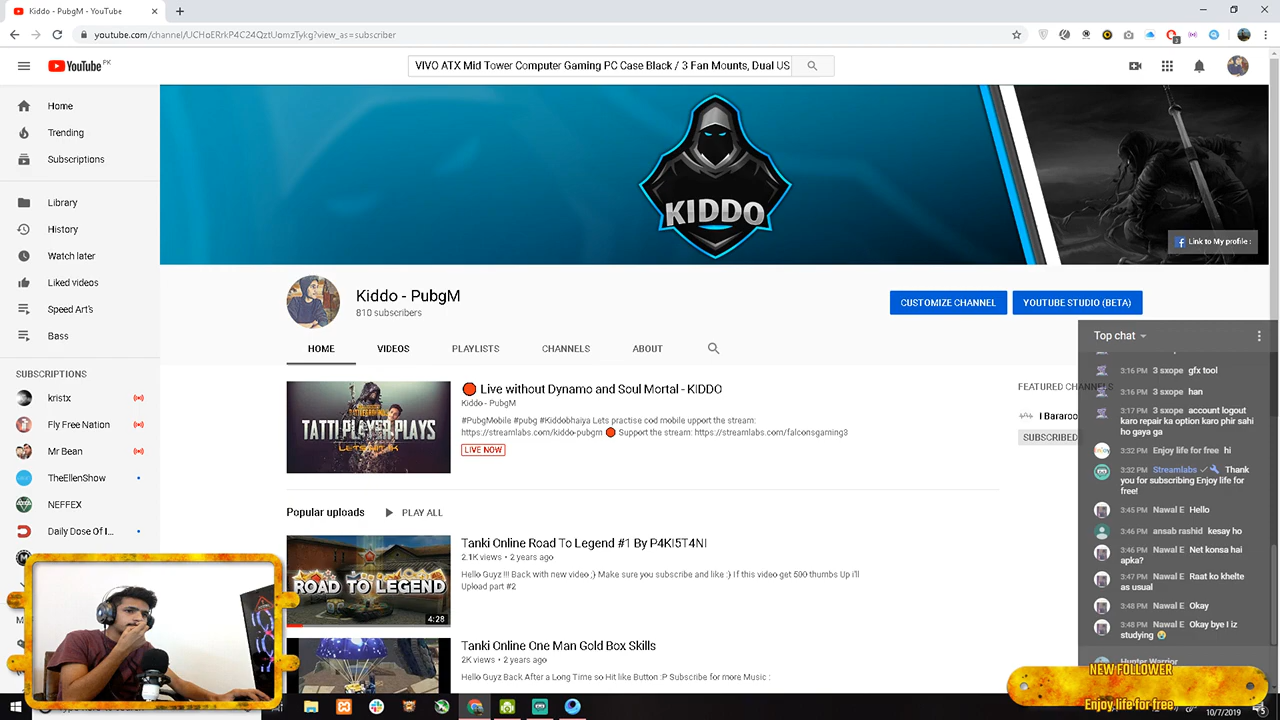 Kiddo - PubgM - YouTube
youtube.com/channel/UCHoERrkP4C24QztUomzTykg?view_as=subscriber
YouTube PK
VIVO ATX Mid Tower Computer Gaming PC Case Black / 3 Fan Mounts, Dual US
Home
Trending
Subscriptions
Library
History
Watch later
Liked videos
Speed Art's
Bass
SUBSCRIPTIONS
kristx
Fly Free Nation
Mr Bean
TheEllenShow
NEFFEX
Daily Dose Of I...
KIDDO
Link to My profile :
Kiddo - PubgM
810 subscribers
CUSTOMIZE CHANNEL
YOUTUBE STUDIO (BETA)
HOME
VIDEOS
PLAYLISTS
CHANNELS
ABOUT
TATTI PLAYER PLAYS
Live without Dynamo and Soul Mortal - KIDDO
Kiddo - PubgM
#PubgMobile #pubg #Kiddobhaiya Lets practise cod mobile upport the stream:
https://streamlabs.com/kiddo-pubgm Support the stream: https://streamlabs.com/falconsgaming3
LIVE NOW
FEATURED CHANNELS
I Bararoo
SUBSCRIBED
Popular uploads
PLAY ALL
ROAD TO LEGEND
4:28
Tanki Online Road To Legend #1 By P4KI5T4NI
2.1K views • 2 years ago
Hello Guyz !!! Back with new video ;) Make sure you subscribe and like :) If this video get 500 thumbs Up i'll
Upload part #2
Tanki Online One Man Gold Box Skills
2K views • 2 years ago
Hello Guyz Back After a Long Time so Hit like Button :P Subscribe for more Music :
Top chat
3:16 PM 3 sxope gfx tool
3:16 PM 3 sxope han
3:17 PM 3 sxope account logout
karo repair ka option karo phir sahi
ho gaya ga
3:32 PM Enjoy life for free hi
3:32 PM Streamlabs Thank
you for subscribing Enjoy life for
free!
3:45 PM Nawal E Hello
3:46 PM ansab rashid kesay ho
3:46 PM Nawal E Net konsa hai
apka?
3:47 PM Nawal E Raat ko khelte
as usual
3:48 PM Nawal E Okay
3:48 PM Nawal E Okay bye I iz
studying
Hunter Warrior
NEW FOLLOWER
Enjoy life for free
10/7/2019
5